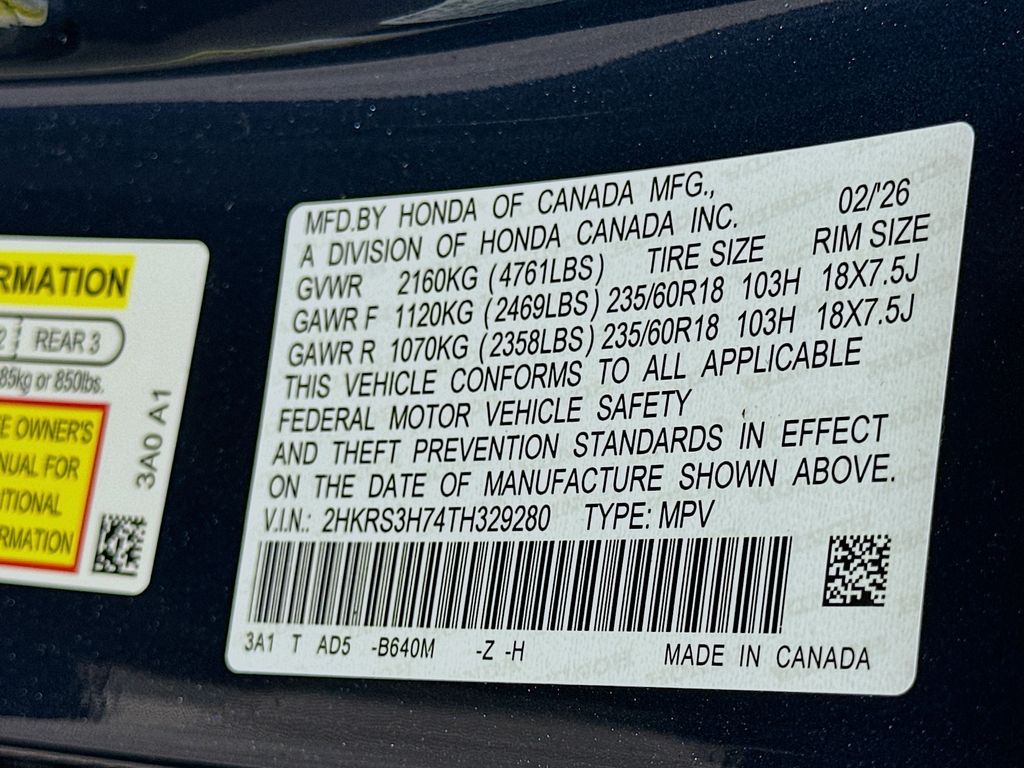 RMATION
2 REAR 3
85kg or 850lbs.
E OWNER'S
NUAL FOR
ITIONAL
RMATION
3A0 A1
MFD.BY HONDA OF CANADA MFG., 02/'26
A DIVISION OF HONDA CANADA INC.
GVWR 2160KG (4761LBS) TIRE SIZE RIM SIZE
GAWR F 1120KG (2469LBS) 235/60R18 103H 18X7.5J
GAWR R 1070KG (2358LBS) 235/60R18 103H 18X7.5J
THIS VEHICLE CONFORMS TO ALL APPLICABLE
FEDERAL MOTOR VEHICLE SAFETY
AND THEFT PREVENTION STANDARDS IN EFFECT
ON THE DATE OF MANUFACTURE SHOWN ABOVE.
V.I.N.: 2HKRS3H74TH329280 TYPE: MPV
3A1 T AD5 -B640M -Z -H MADE IN CANADA